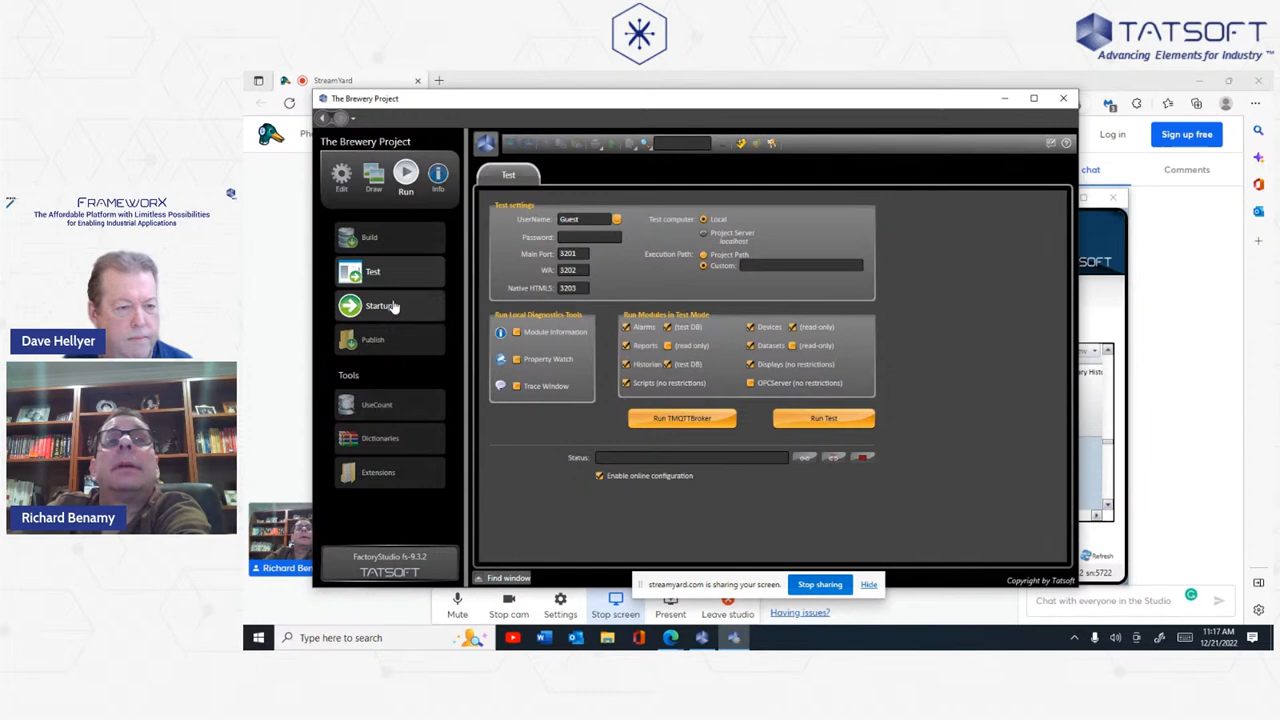 TATSOFT
Advancing Elements for Industry ™
StreamYard
The Brewery Project
The Brewery Project
Log in
Sign up free
chat
Comments
Edit
Draw
Run
Info
Test
FRAMEWORX
The Affordable Platform with Limitless Possibilities
for Enabling Industrial Applications
Test settings
UserName: Guest
Test computer: Local
Password:
Project Server
localhost
Main Port: 3201
Execution Path: Project Path
WA: 3202
Custom:
Native HTML5: 3203
Build
Test
Startup
Publish
Tools
UseCount
Dictionaries
Extensions
Run Local Diagnostics Tools
Module Information
Property Watch
Trace Window
Run Modules in Test Mode
Alarms (test DB)
Devices (read-only)
Reports (read only)
Datasets (read-only)
Historian (test DB)
Displays (no restrictions)
Scripts (no restrictions)
OPCServer (no restrictions)
Run TMQTTBroker
Run Test
Status:
Enable online configuration
Dave Hellyer
Richard Benamy
Richard Ben
FactoryStudio fs-9.3.2
TATSOFT
Find window
Copyright by Tatsoft
streamyard.com is sharing your screen.
Stop sharing
Hide
SOFT
Refresh
sn:5722
Mute
Stop cam
Settings
Stop screen
Present
Leave studio
Having issues?
Chat with everyone in the Studio
Type here to search
11:17 AM
12/21/2022